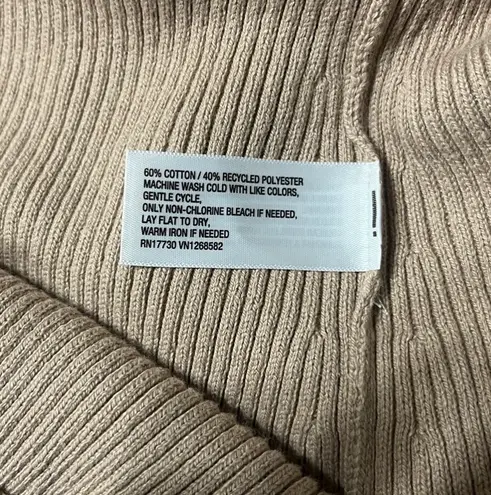 60% COTTON / 40% RECYCLED POLYESTER
MACHINE WASH COLD WITH LIKE COLORS,
GENTLE CYCLE,
ONLY NON-CHLORINE BLEACH IF NEEDED,
LAY FLAT TO DRY,
WARM IRON IF NEEDED
RN17730 VN1268582